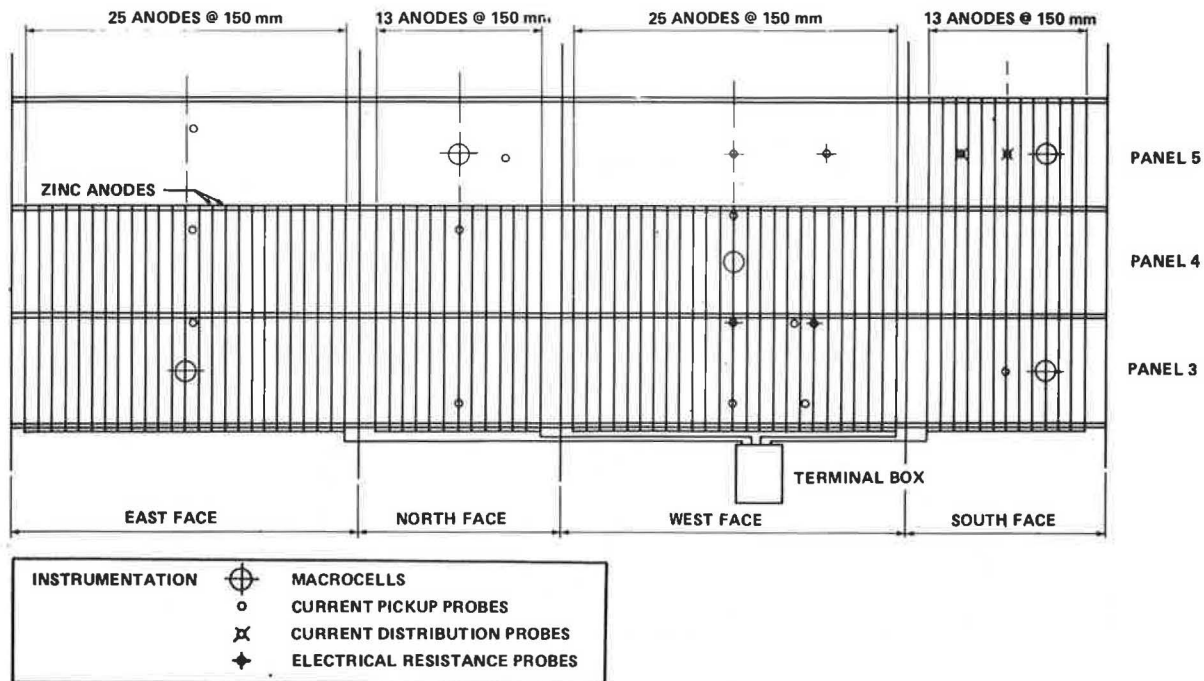 25 ANODES @ 150 mm
13 ANODES @ 150 mm
25 ANODES @ 150 mm
13 ANODES @ 150 mm
PANEL 5
ZINC ANODES
PANEL 4
PANEL 3
TERMINAL BOX
EAST FACE
NORTH FACE
WEST FACE
SOUTH FACE
INSTRUMENTATION
MACROCELLS
CURRENT PICKUP PROBES
CURRENT DISTRIBUTION PROBES
ELECTRICAL RESISTANCE PROBES